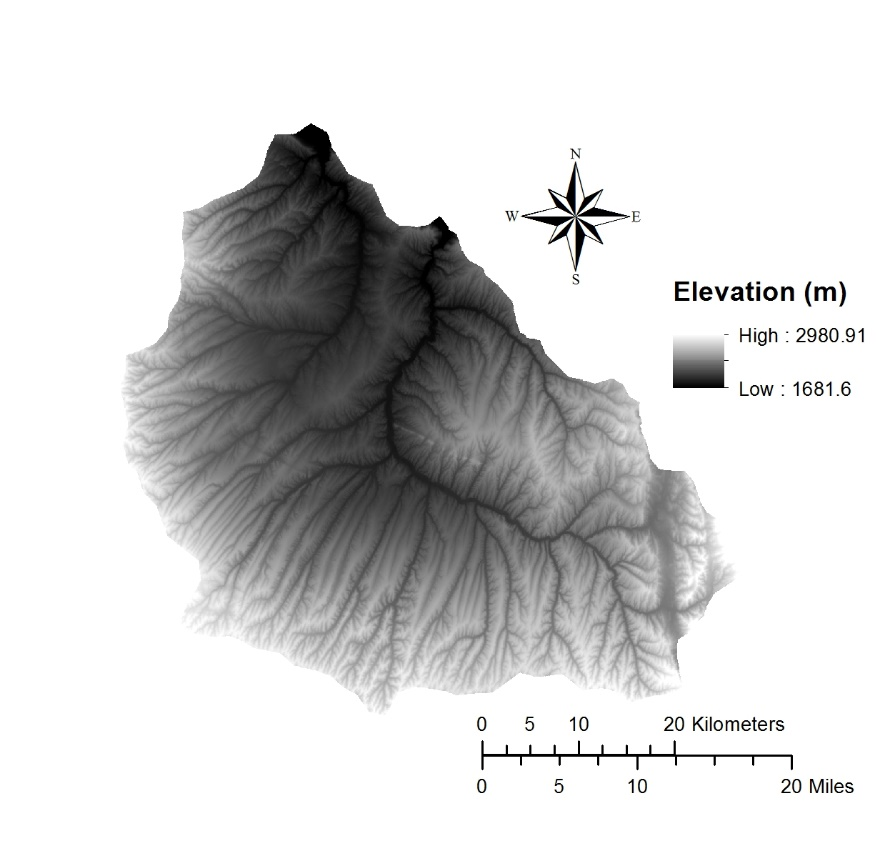 N
W E
S
Elevation (m)
High : 2980.91
Low : 1681.6
0 5 10 20 Kilometers
0 5 10 20 Miles